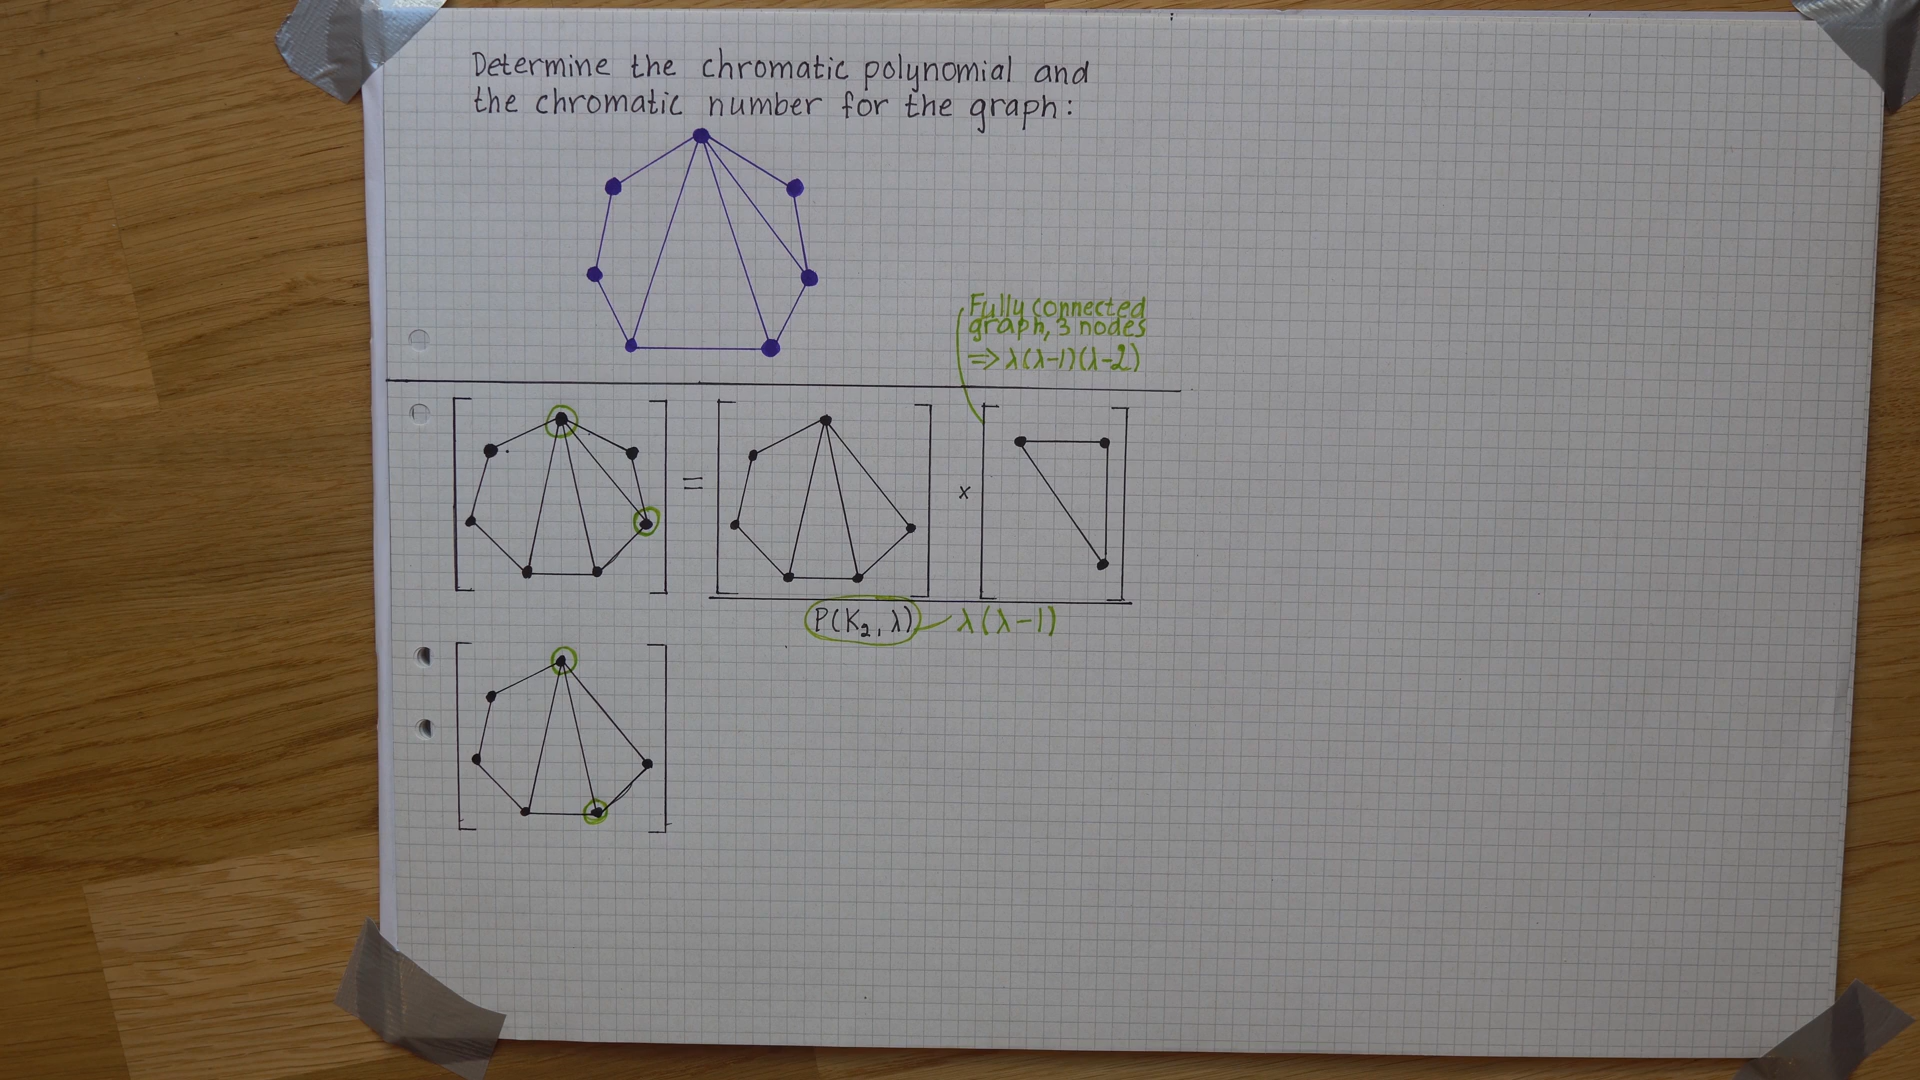 Determine the chromatic polynomial and
the chromatic number for the graph:
Fully connected
graph, 3 nodes
=> λ(λ-1)(λ-2)
=
x
P(K₂, λ) λ(λ-1)